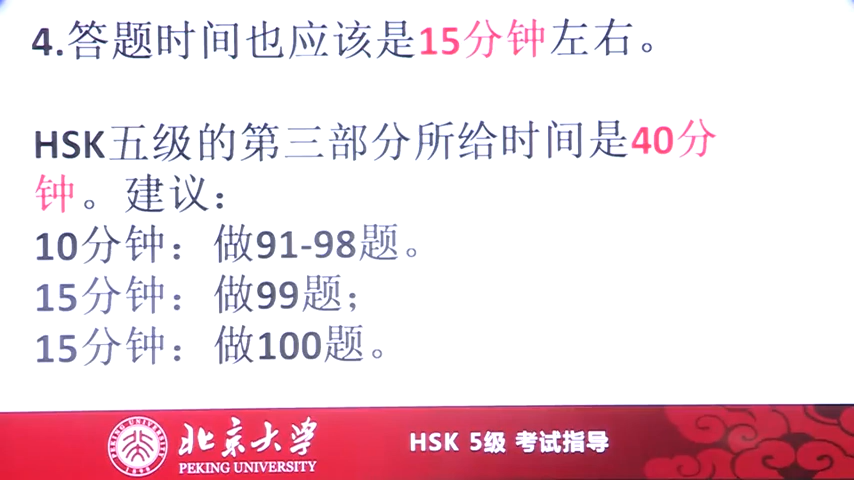 4.答题时间也应该是15分钟左右。
HSK五级的第三部分所给时间是40分
钟。建议：
10分钟：做91-98题。
15分钟：做99题；
15分钟：做100题。
PEKING UNIVERSITY
1898
北京大学
PEKING UNIVERSITY
HSK 5级 考试指导